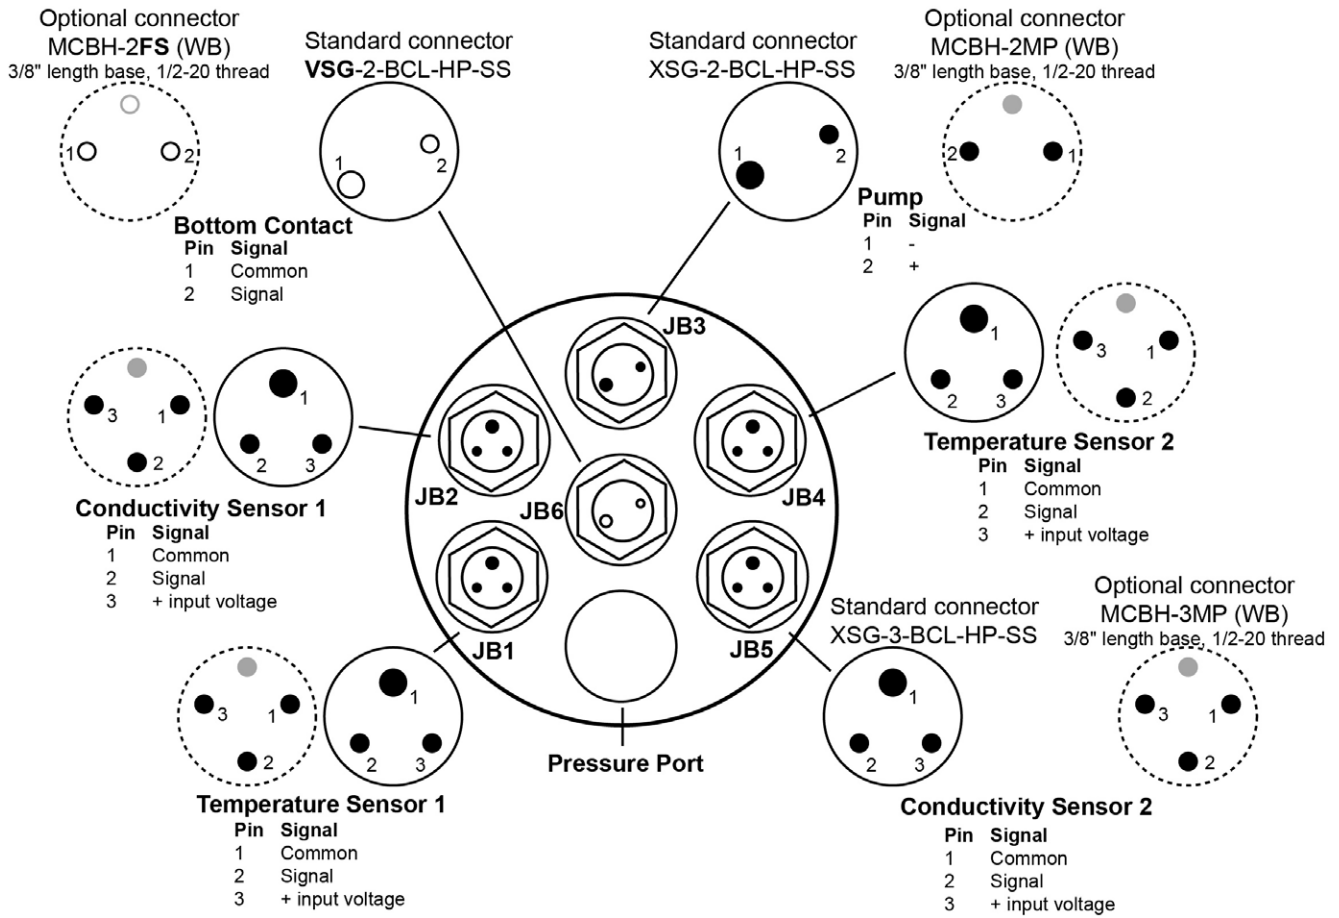 Optional connector
MCBH-2FS (WB)
3/8" length base, 1/2-20 thread
1
2
Standard connector
VSG-2-BCL-HP-SS
1
1
2
Standard connector
XSG-2-BCL-HP-SS
1
2
Optional connector
MCBH-2MP (WB)
3/8" length base, 1/2-20 thread
2
1
Bottom Contact
Pin Signal
1 Common
2 Signal
Pump
Pin Signal
1 -
2 +
3
1
2
1
2
3
Conductivity Sensor 1
Pin Signal
1 Common
2 Signal
3 + input voltage
JB3
JB2
JB6
JB4
JB1
JB5
Pressure Port
1
2
3
3
1
2
Temperature Sensor 2
Pin Signal
1 Common
2 Signal
3 + input voltage
3
1
2
1
2
3
Temperature Sensor 1
Pin Signal
1 Common
2 Signal
3 + input voltage
Standard connector
XSG-3-BCL-HP-SS
1
2
3
Optional connector
MCBH-3MP (WB)
3/8" length base, 1/2-20 thread
3
1
2
Conductivity Sensor 2
Pin Signal
1 Common
2 Signal
3 + input voltage